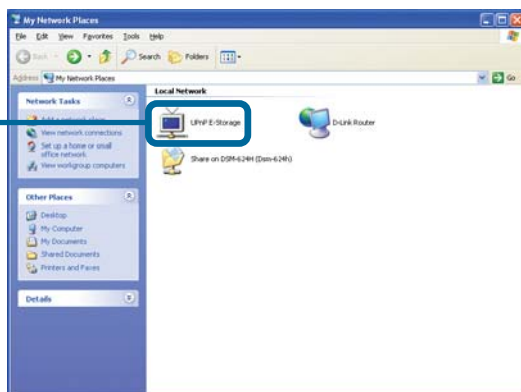 My Network Places
File Edit View Favorites Tools Help
Back Search Folders
Address My Network Places Go
Network Tasks
Add a network place
View network connections
Set up a home or small
office network
View workgroup computers
Other Places
Desktop
My Computer
My Documents
Shared Documents
Printers and Faxes
Details
Local Network
UPnP E-Storage
D-Link Router
Share on DSM-624H (Dsm-624h)